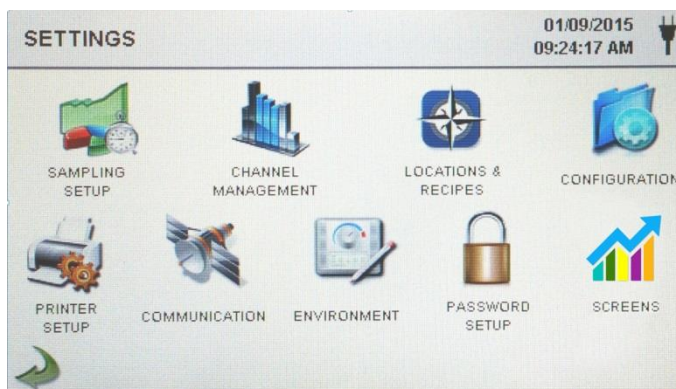 SETTINGS
01/09/2015
09:24:17 AM
SAMPLING
SETUP
CHANNEL
MANAGEMENT
LOCATIONS &
RECIPES
CONFIGURATION
PRINTER
SETUP
COMMUNICATION
ENVIRONMENT
PASSWORD
SETUP
SCREENS